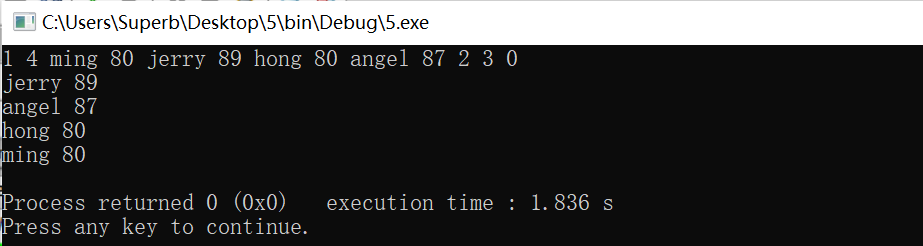 C:\Users\Superb\Desktop\5\bin\Debug\5.exe
1 4 ming 80 jerry 89 hong 80 angel 87 2 3 0
jerry 89
angel 87
hong 80
ming 80
Process returned 0 (0x0)   execution time : 1.836 s
Press any key to continue.